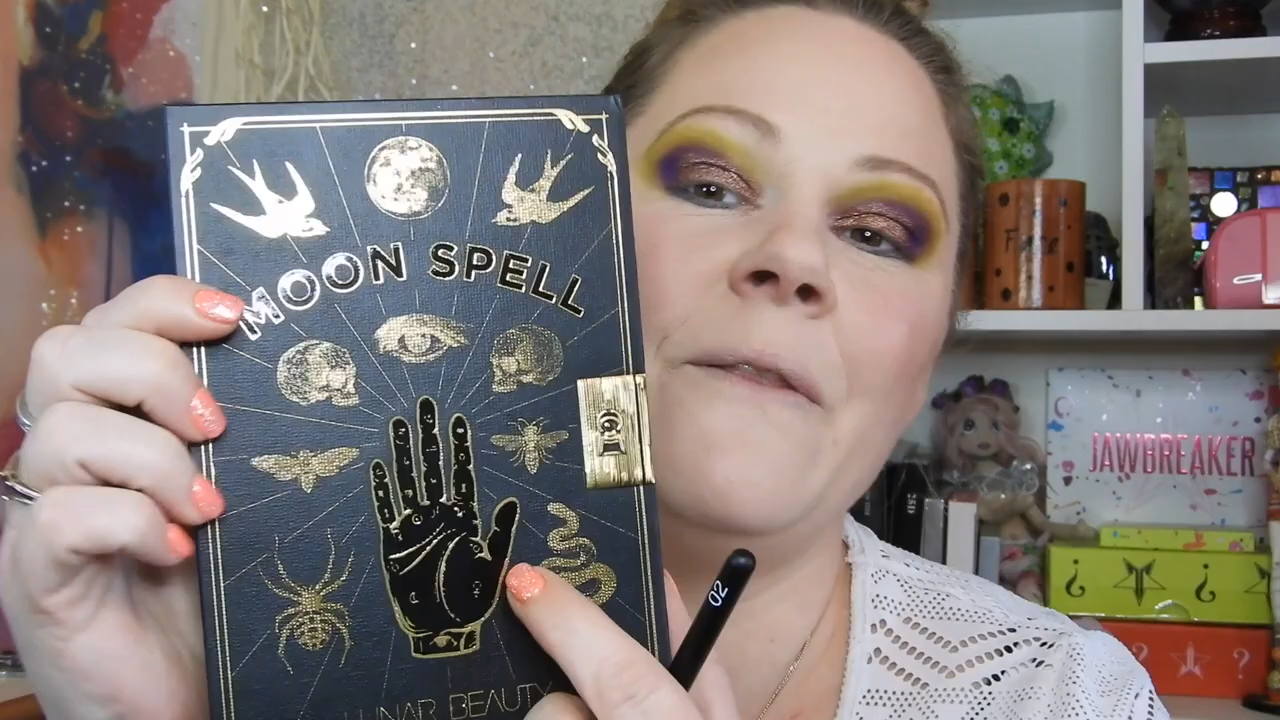 MOON SPELL
LUNAR BEAUTY
02
JAWBREAKER
? ?
? ?